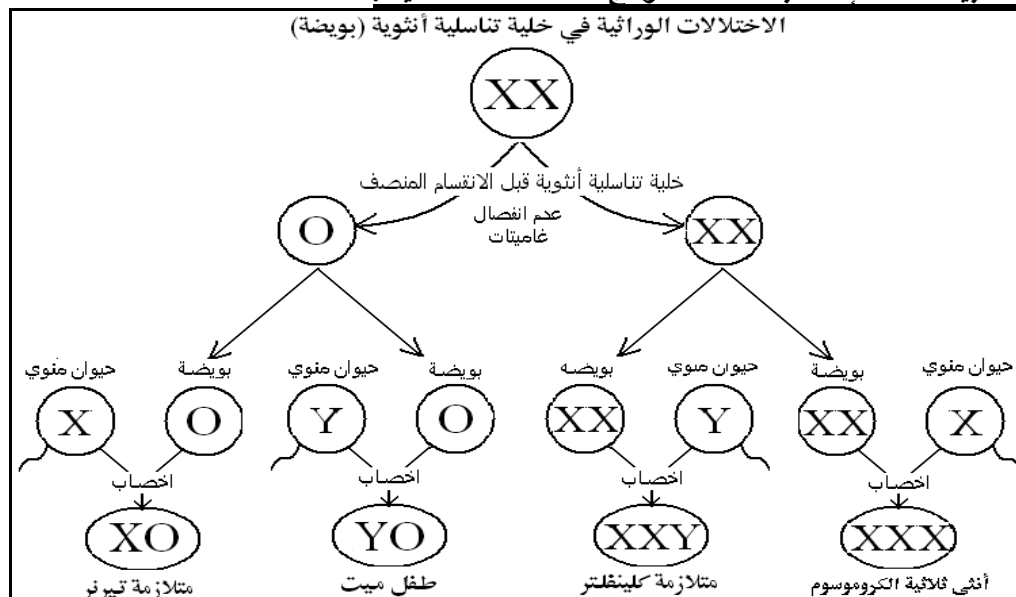 الاختلالات الوراثية في خلية تناسلية أنثوية (بويضة)
XX
خلية تناسلية أنثوية قبل الانقسام المنصف
عدم انفصال
غاميتات
XX
O
حيوان منوي
بويضة
حيوان منوي
بويضه
بويضة
حيوان منوي
بويضة
حيوان منوي
X
XX
Y
XX
O
Y
O
X
اخصاب
اخصاب
اخصاب
اخصاب
XXX
XXY
YO
XO
أنثى ثلاثية الكروموسوم
متلازمة كلينفلتر
طفل ميت
متلازمة تيرنر